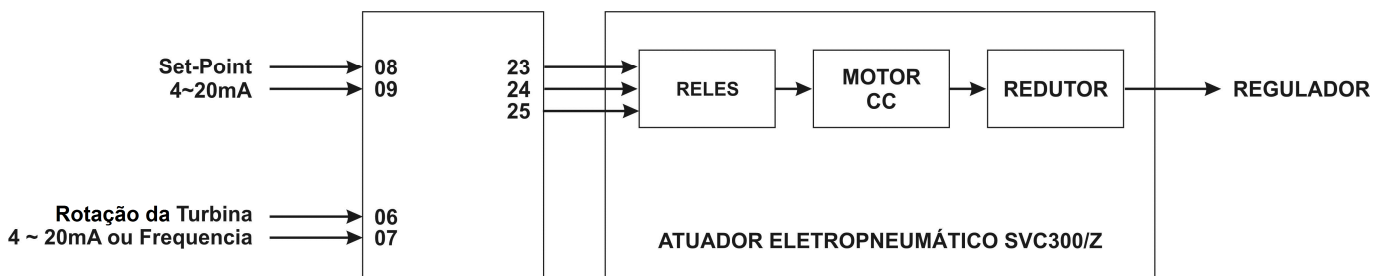 Set-Point
4~20mA
08
09
23
24
25
RELES
MOTOR
CC
REDUTOR
REGULADOR
Rotação da Turbina
4 ~ 20mA ou Frequencia
06
07
ATUADOR ELETROPNEUMÁTICO SVC300/Z